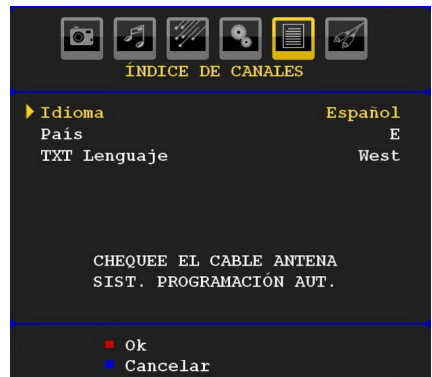 ÍNDICE DE CANALES
Idioma Español
País E
TXT Lenguaje West
CHEQUEE EL CABLE ANTENA
SIST. PROGRAMACIÓN AUT.
Ok
Cancelar